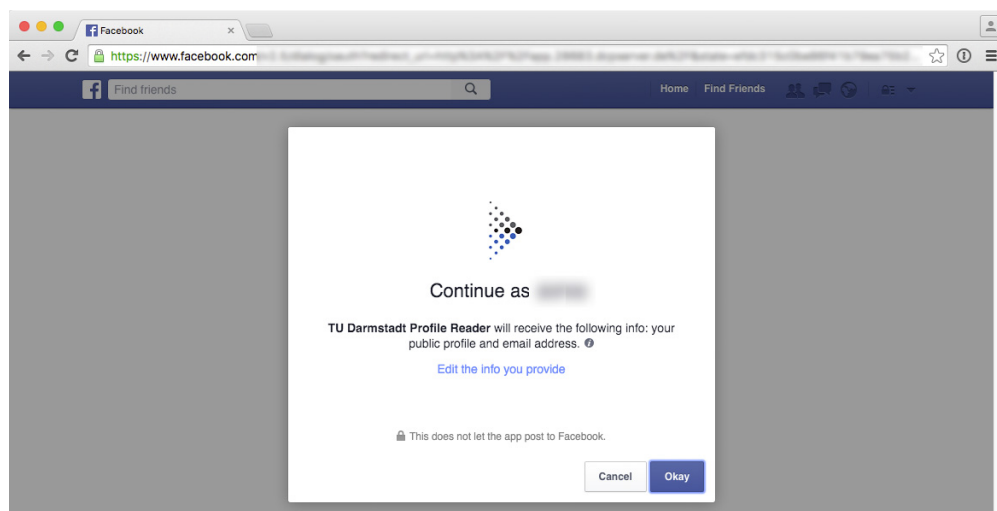 Facebook
https://www.facebook.com
Find friends
Home Find Friends
Continue as
TU Darmstadt Profile Reader will receive the following info: your
public profile and email address.
Edit the info you provide
This does not let the app post to Facebook.
Cancel Okay